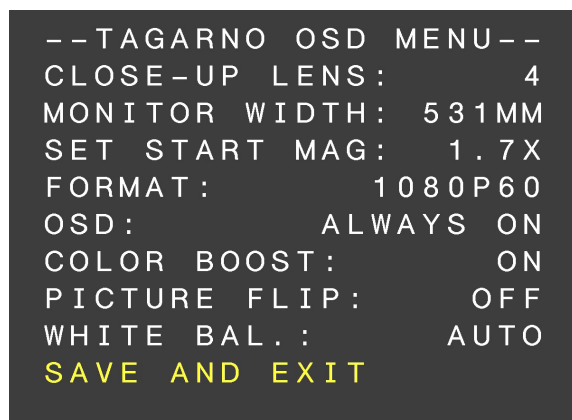 --TAGARNO OSD MENU--
CLOSE-UP LENS: 4
MONITOR WIDTH: 531MM
SET START MAG: 1.7X
FORMAT: 1080P60
OSD: ALWAYS ON
COLOR BOOST: ON
PICTURE FLIP: OFF
WHITE BAL.: AUTO
SAVE AND EXIT